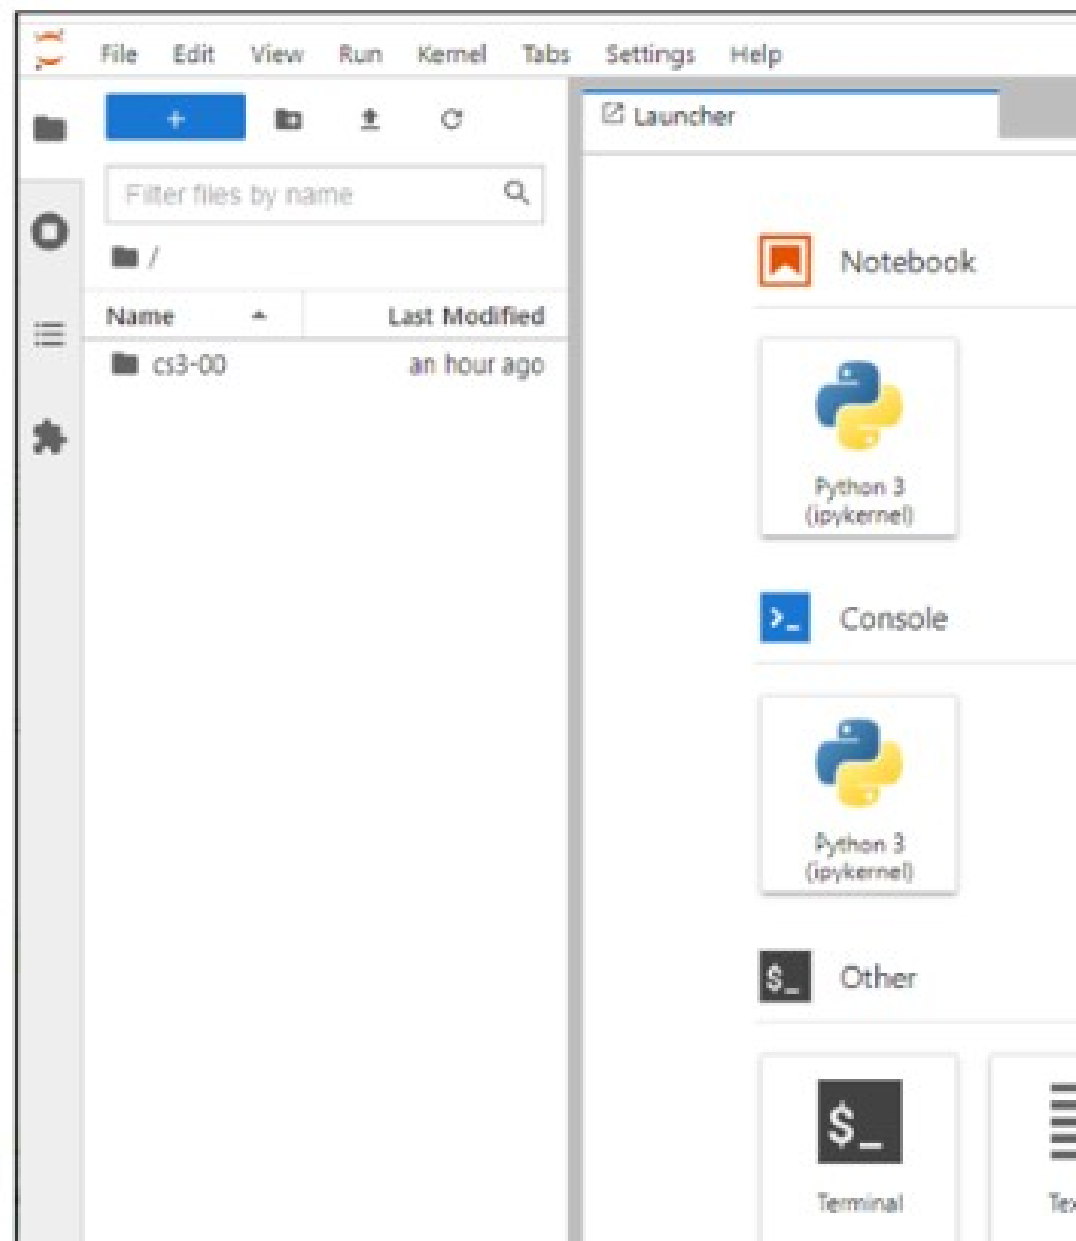 File Edit View Run Kernel Tabs Settings Help
+
Launcher
Filter files by name
/
Name Last Modified
cs3-00 an hour ago
Notebook
Python 3
(ipykernel)
Console
Python 3
(ipykernel)
$_ Other
$_
Terminal